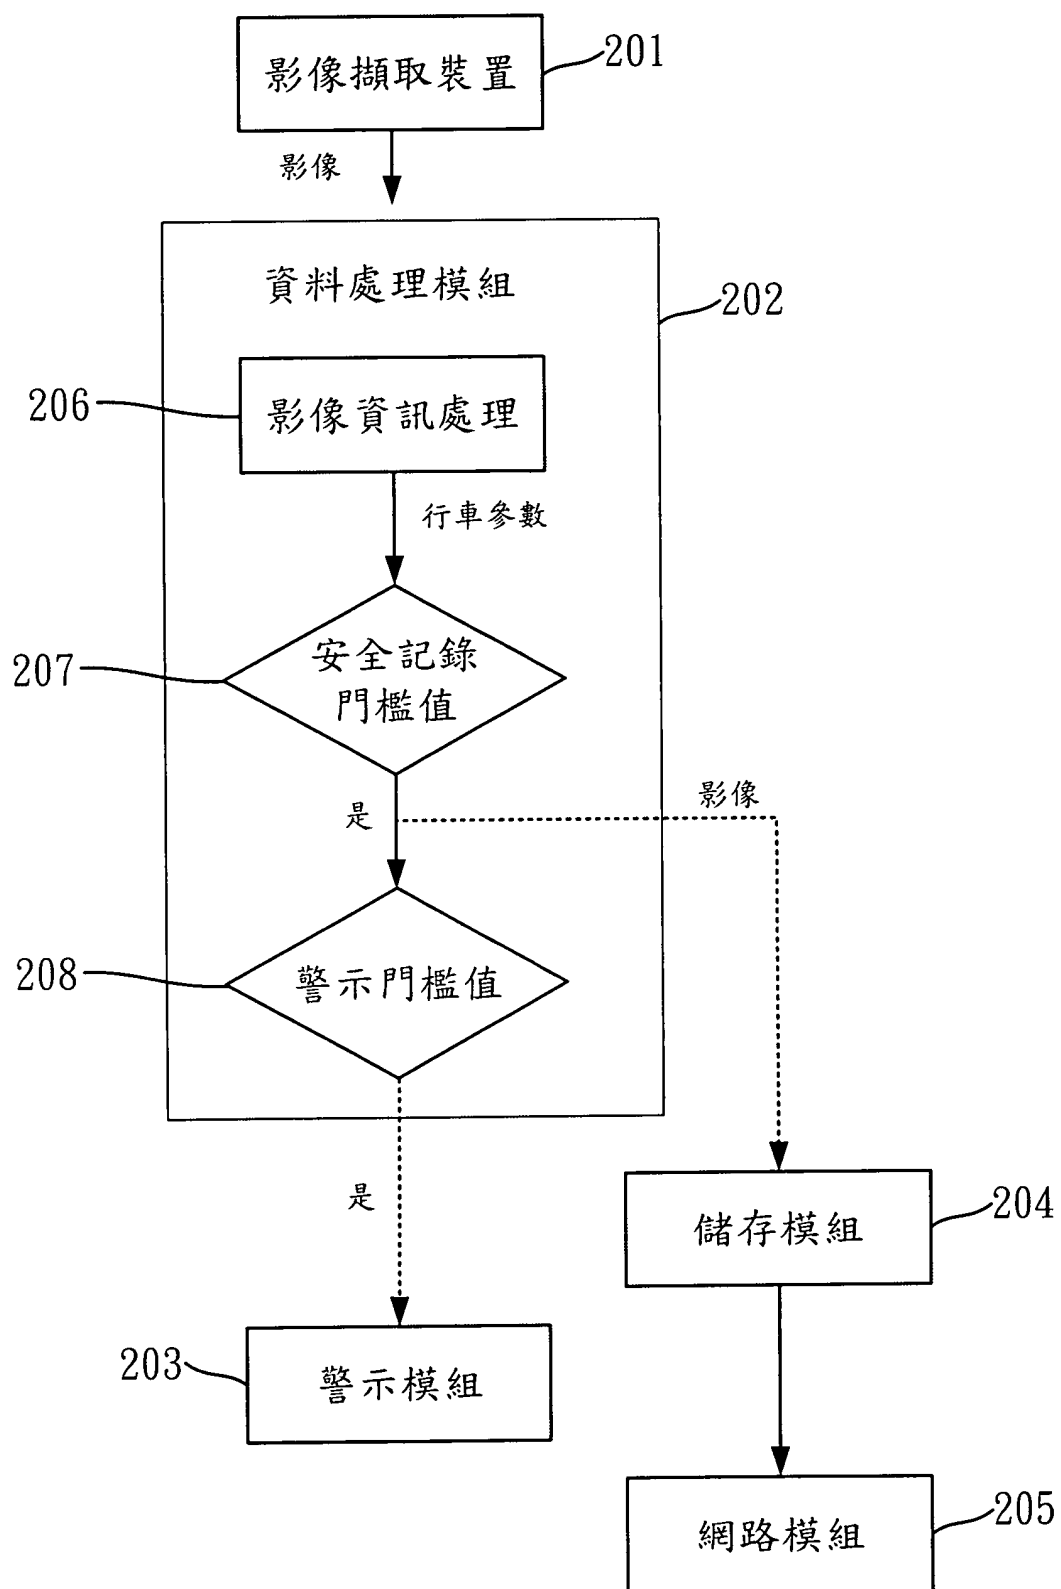 影像擷取裝置
201
影像
資料處理模組
202
206
影像資訊處理
行車參數
207
安全記錄
門檻值
是
影像
208
警示門檻值
是
儲存模組
204
203
警示模組
網路模組
205